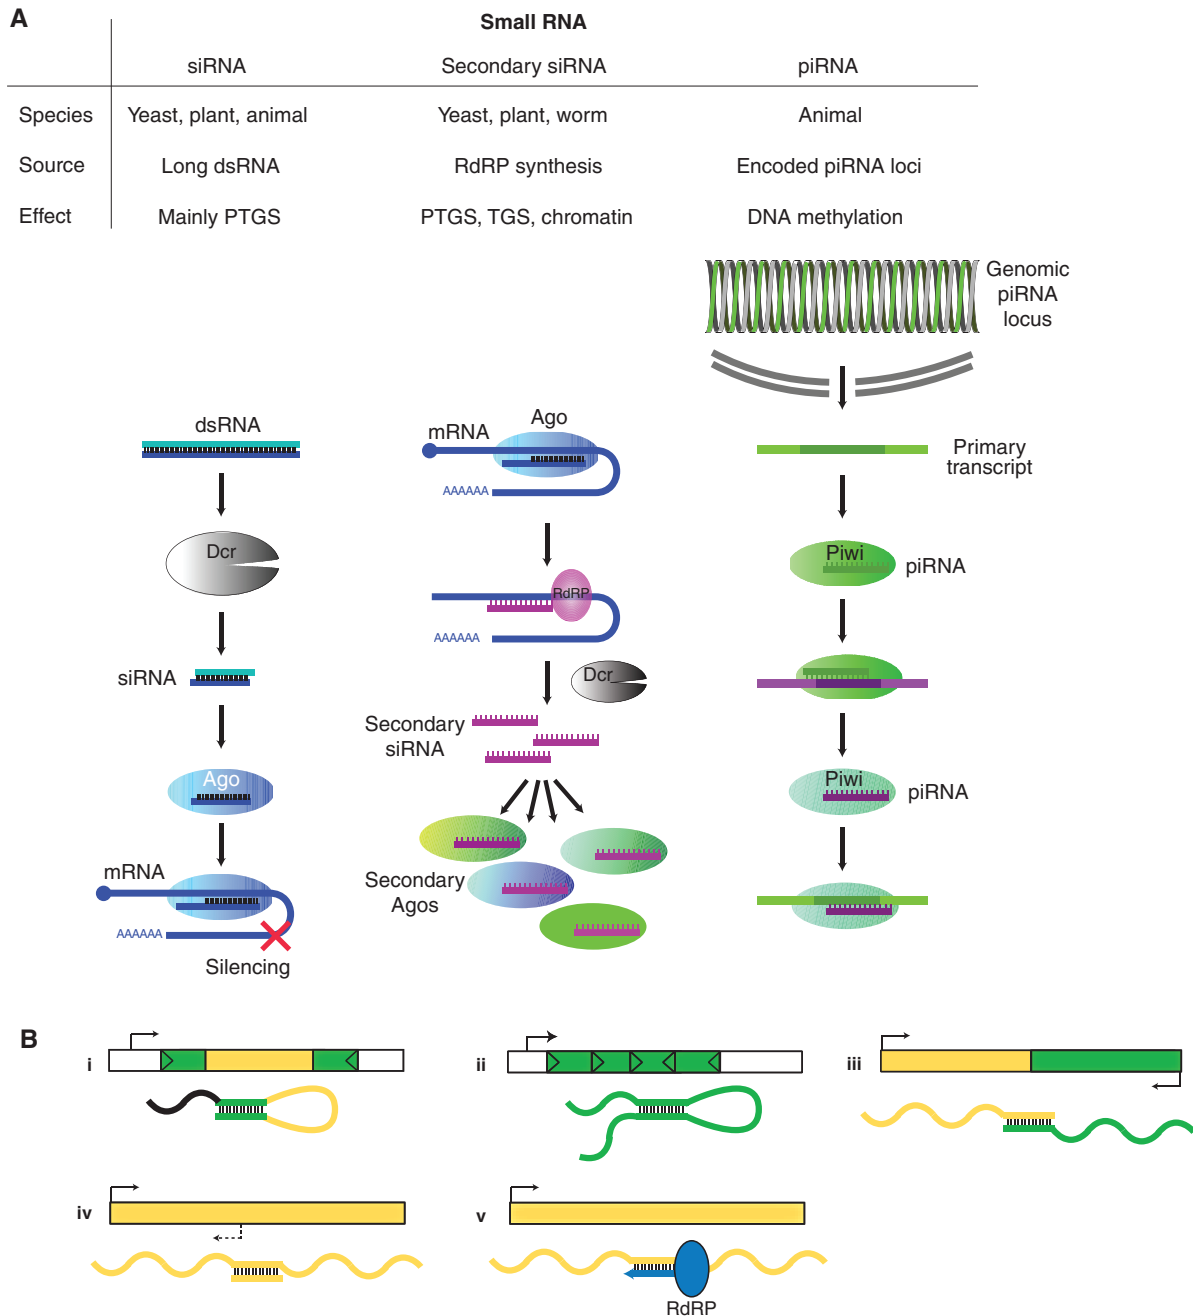 A
Small RNA
siRNA Secondary siRNA piRNA
Species Yeast, plant, animal Yeast, plant, worm Animal
Source Long dsRNA RdRP synthesis Encoded piRNA loci
Effect Mainly PTGS PTGS, TGS, chromatin DNA methylation
Genomic
piRNA
locus
dsRNA
Dcr
siRNA
Ago
mRNA
AAAAAA
Silencing
Ago
mRNA
AAAAAA
RdRP
AAAAAA
Dcr
Secondary
siRNA
Secondary
Agos
Primary
transcript
Piwi
piRNA
Piwi
piRNA
B
i
ii
iii
iv
v
RdRP